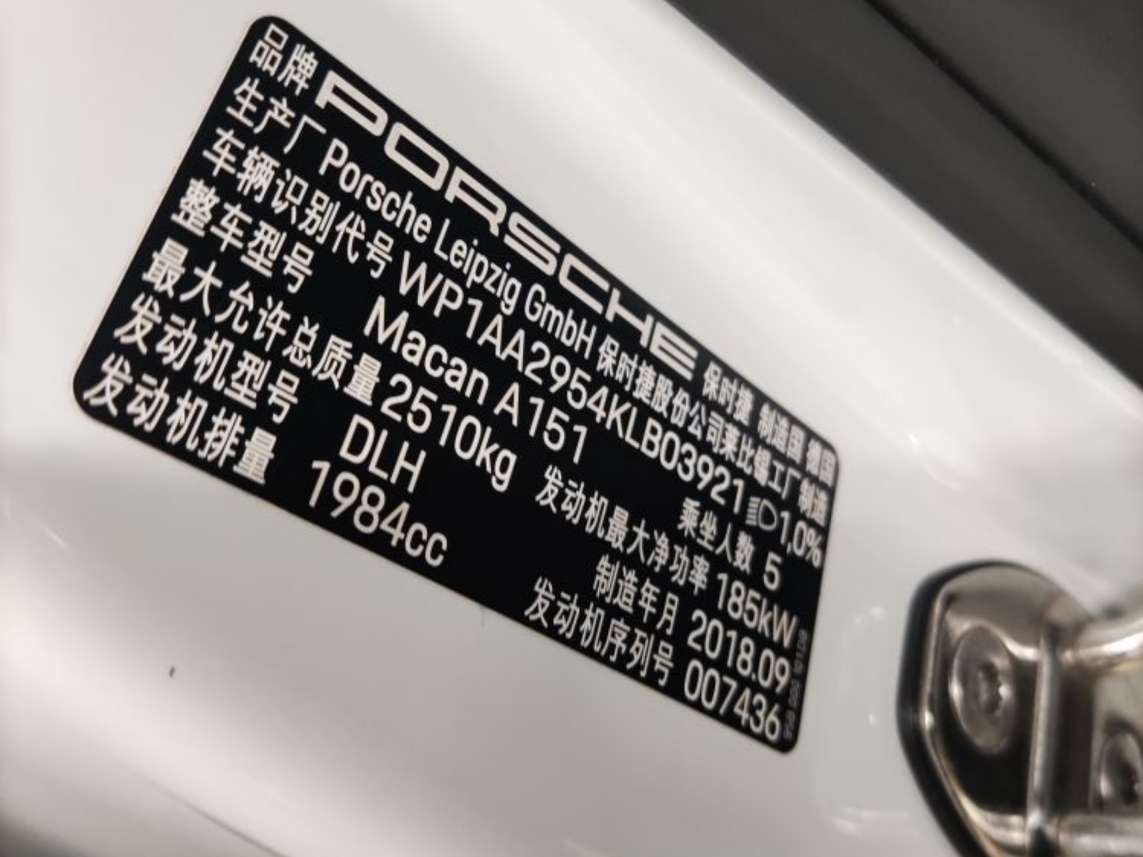 品牌 PORSCHE 保时捷 制造国 德国
生产厂 Porsche Leipzig GmbH 保时捷股份公司莱比锡工厂制造
车辆识别代号 WP1AA2954KLB03921 1,0%
整车型号 Macan A151 乘坐人数 5
最大允许总质量 2510kg 发动机最大净功率 185kW
发动机型号 DLH 制造年月 2018.09
发动机排量 1984cc 发动机序列号 007436